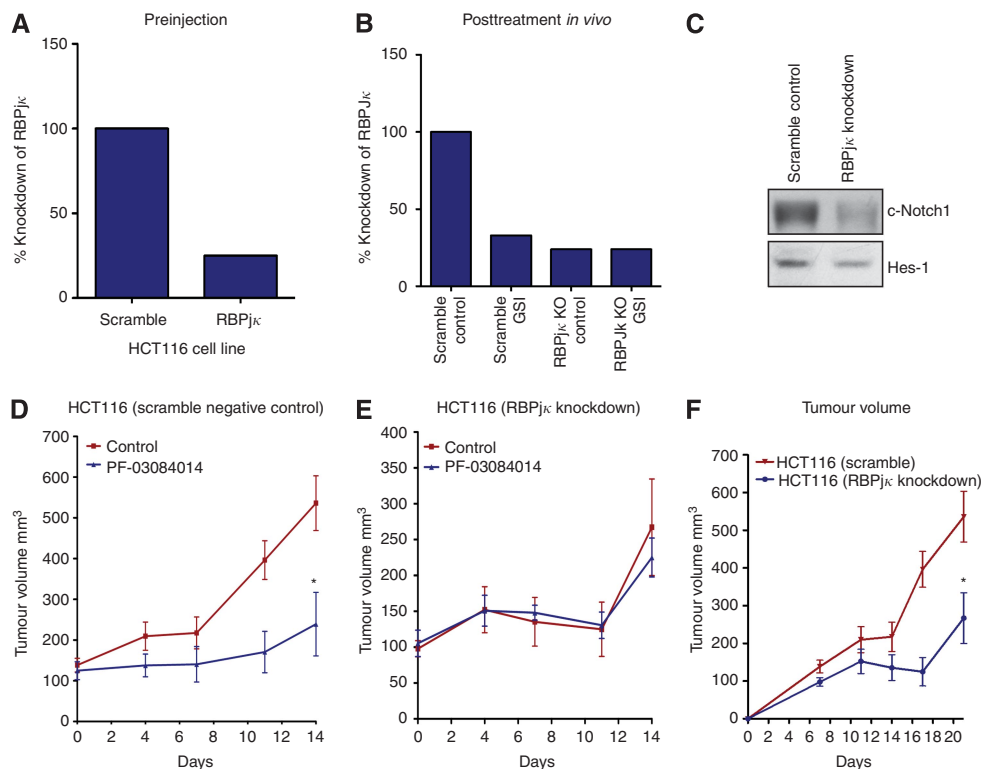 A
Preinjection
% Knockdown of RBPjκ
150
100
50
0
Scramble
RBPjκ
HCT116 cell line
B
Posttreatment in vivo
% Knockdown of RBPJκ
150
100
50
0
Scramble
control
Scramble
GSI
RBPjκ KO
control
RBPJk KO
GSI
C
Scramble control
RBPjκ knockdown
c-Notch1
Hes-1
D
HCT116 (scramble negative control)
Control
PF-03084014
Tumour volume mm³
700
600
500
400
300
200
100
0
*
0 2 4 6 8 10 12 14
Days
E
HCT116 (RBPjκ knockdown)
Control
PF-03084014
Tumour volume mm³
400
350
300
250
200
150
100
50
0
0 2 4 6 8 10 12 14
Days
F
Tumour volume
HCT116 (scramble)
HCT116 (RBPjκ knockdown)
Tumour volume mm³
700
600
500
400
300
200
100
0
*
0 2 4 6 8 10 12 14 16 18 20
Days